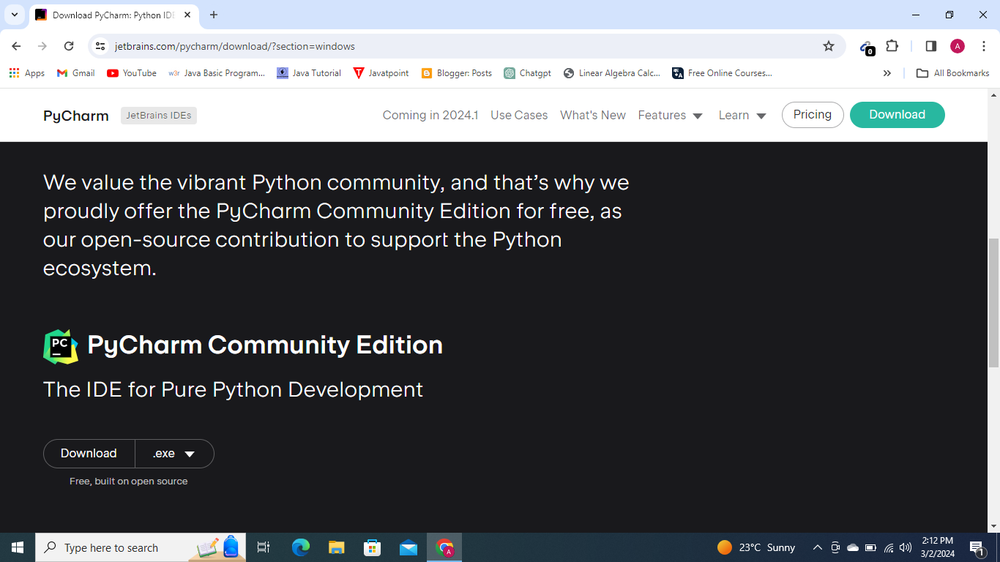 Download PyCharm: Python IDE
jetbrains.com/pycharm/download/?section=windows
0
A
Apps
Gmail
YouTube
w3r Java Basic Program...
Java Tutorial
Javatpoint
Blogger: Posts
Chatgpt
Linear Algebra Calc...
Free Online Courses...
All Bookmarks
PyCharm JetBrains IDEs
Coming in 2024.1 Use Cases What's New Features Learn Pricing Download
We value the vibrant Python community, and that’s why we
proudly offer the PyCharm Community Edition for free, as
our open-source contribution to support the Python
ecosystem.
PC
PyCharm Community Edition
The IDE for Pure Python Development
Download .exe
Free, built on open source
Type here to search
A
23°C Sunny
2:12 PM
3/2/2024
1